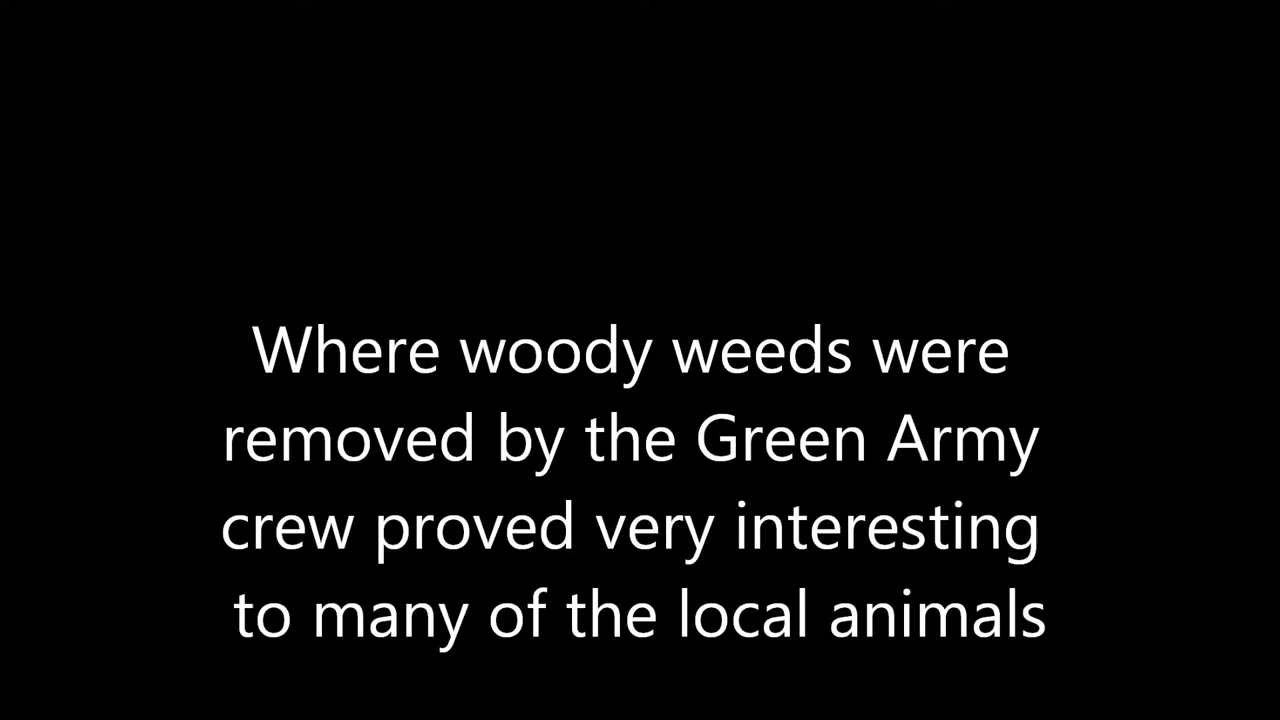 Where woody weeds were
removed by the Green Army
crew proved very interesting
to many of the local animals